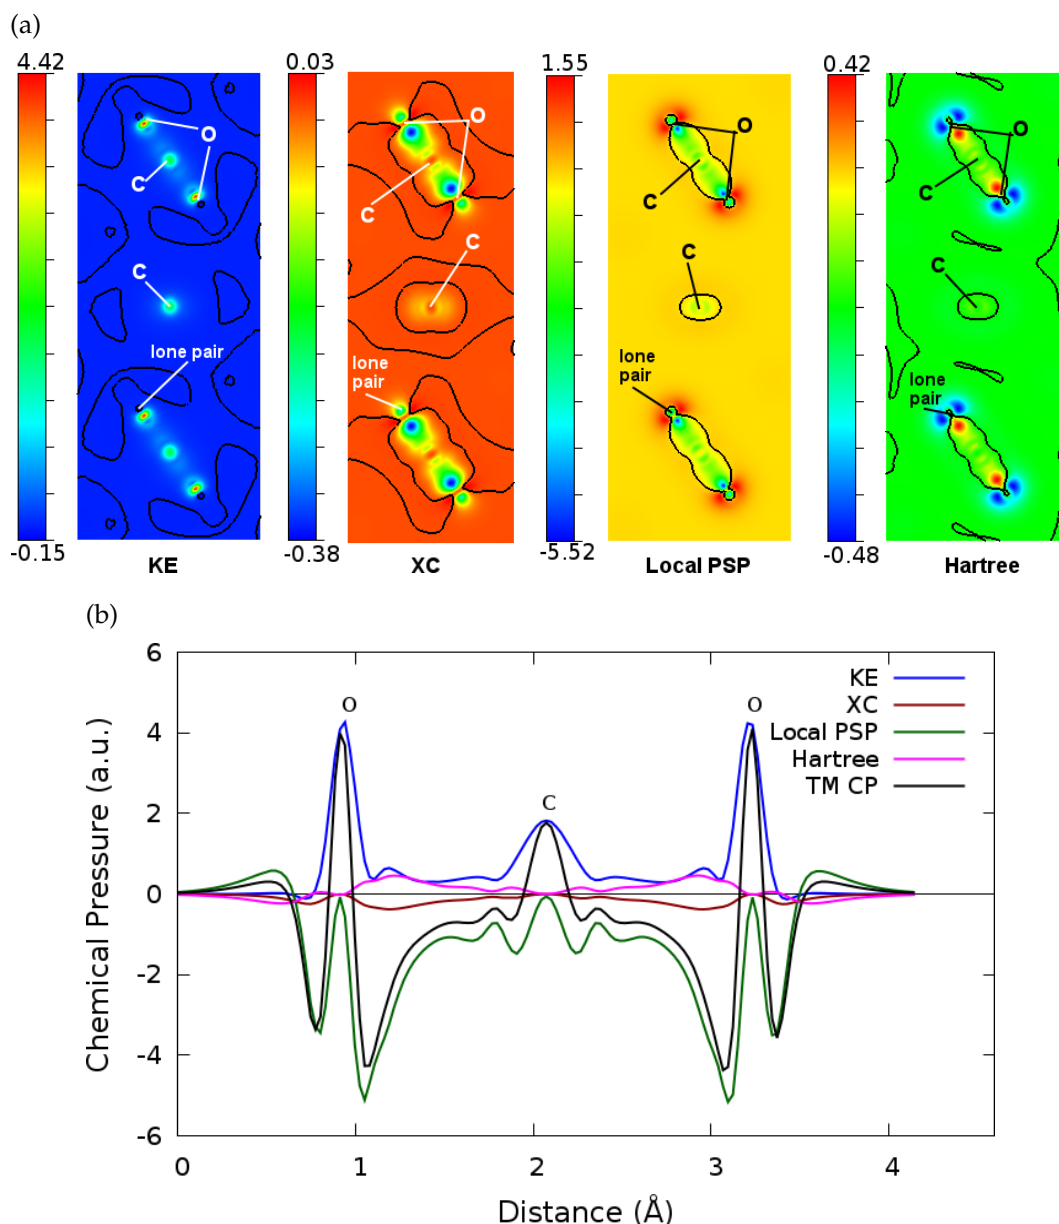 (a)
4.42
0.03
1.55
0.42
O
O
O
O
C
C
C
C
C
C
C
C
lone pair
lone
pair
lone
pair
lone
pair
-0.15
-0.38
-5.52
-0.48
KE
XC
Local PSP
Hartree
(b)
Chemical Pressure (a.u.)
6
4
2
0
-2
-4
-6
O
C
O
KE
XC
Local PSP
Hartree
TM CP
0
1
2
3
4
Distance (Å)